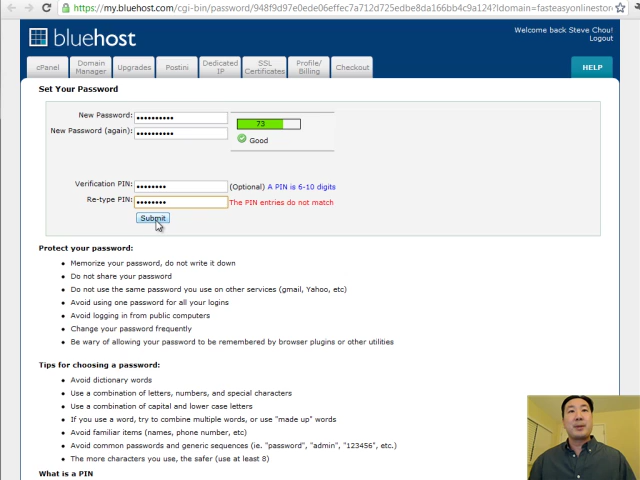 https://my.bluehost.com/cgi-bin/password/948f9d97e0ede06effec7a712d725edbe8da166bb4c9a124?ldomain=fasteasyonlinestor
bluehost
Welcome back Steve Chou!
Logout
cPanel
Domain Manager
Upgrades
Postini
Dedicated IP
SSL Certificates
Profile/ Billing
Checkout
HELP
Set Your Password
New Password: ••••••••••
New Password (again): ••••••••••
73
Good
Verification PIN: •••••••• (Optional) A PIN is 6-10 digits
Re-type PIN: •••••••• The PIN entries do not match
Submit
Protect your password:
• Memorize your password, do not write it down
• Do not share your password
• Do not use the same password you use on other services (gmail, Yahoo, etc)
• Avoid using one password for all your logins
• Avoid logging in from public computers
• Change your password frequently
• Be wary of allowing your password to be remembered by browser plugins or other utilities
Tips for choosing a password:
• Avoid dictionary words
• Use a combination of letters, numbers, and special characters
• Use a combination of capital and lower case letters
• If you use a word, try to combine multiple words, or use "made up" words
• Avoid familiar items (names, phone number, etc)
• Avoid common passwords and generic sequences (ie. "password", "admin", "123456", etc.)
• The more characters you use, the safer (use at least 8)
What is a PIN